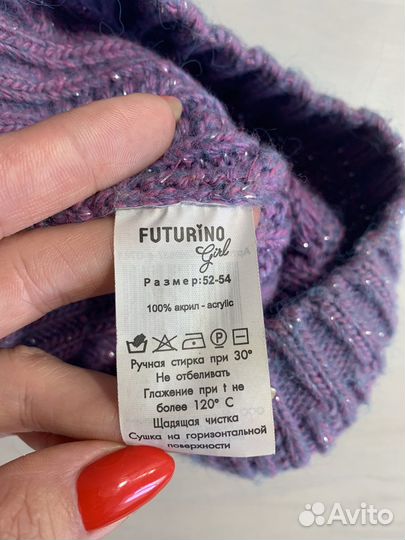 FUTURINO
Girl
Размер:52-54
100% акрил - acrylic
Ручная стирка при 30°
Не отбеливать
Глажение при t не
более 120° С
Щадящая чистка
Сушка на горизонтальной
поверхности
Avito